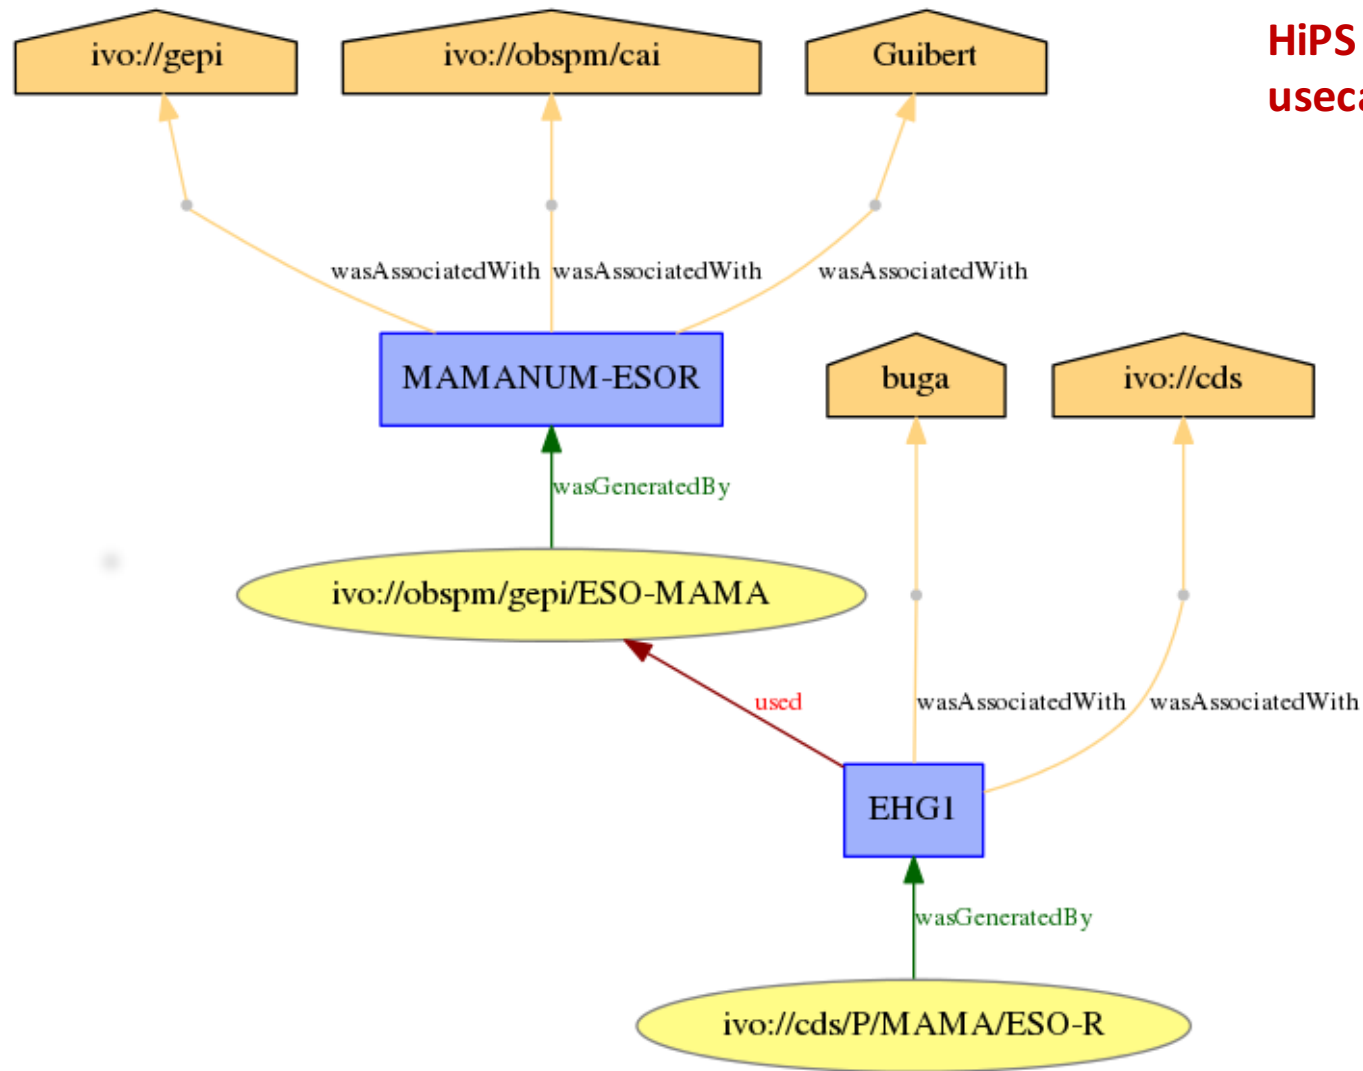 HiPS
ivo://gepi
ivo://obspm/cai
Guibert
wasAssociatedWith
wasAssociatedWith
wasAssociatedWith
MAMANUM-ESOR
buga
ivo://cds
wasGeneratedBy
ivo://obspm/gepi/ESO-MAMA
used
wasAssociatedWith
wasAssociatedWith
EHG1
wasGeneratedBy
ivo://cds/P/MAMA/ESO-R